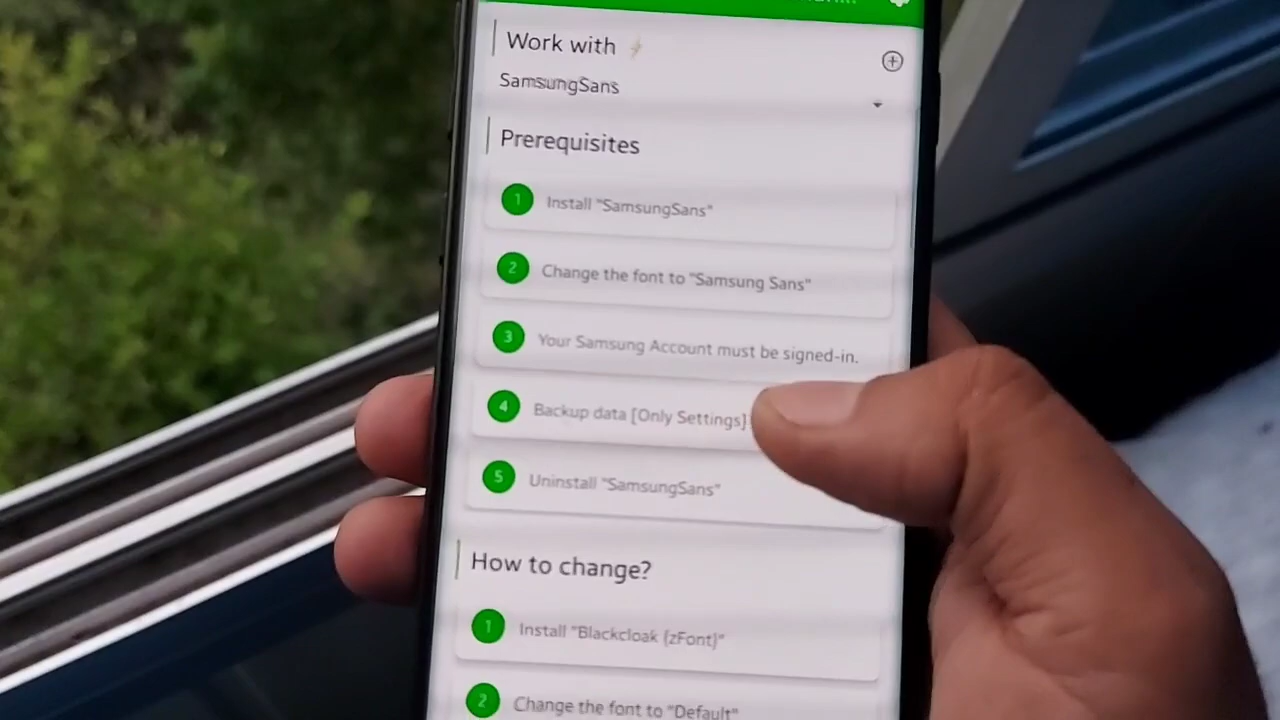 Work with
SamsungSans
Prerequisites
1 Install "SamsungSans"
2 Change the font to "Samsung Sans"
3 Your Samsung Account must be signed-in.
4 Backup data [Only Settings]
5 Uninstall "SamsungSans"
How to change?
1 Install "Blackcloak (zFont)"
2 Change the font to "Default"